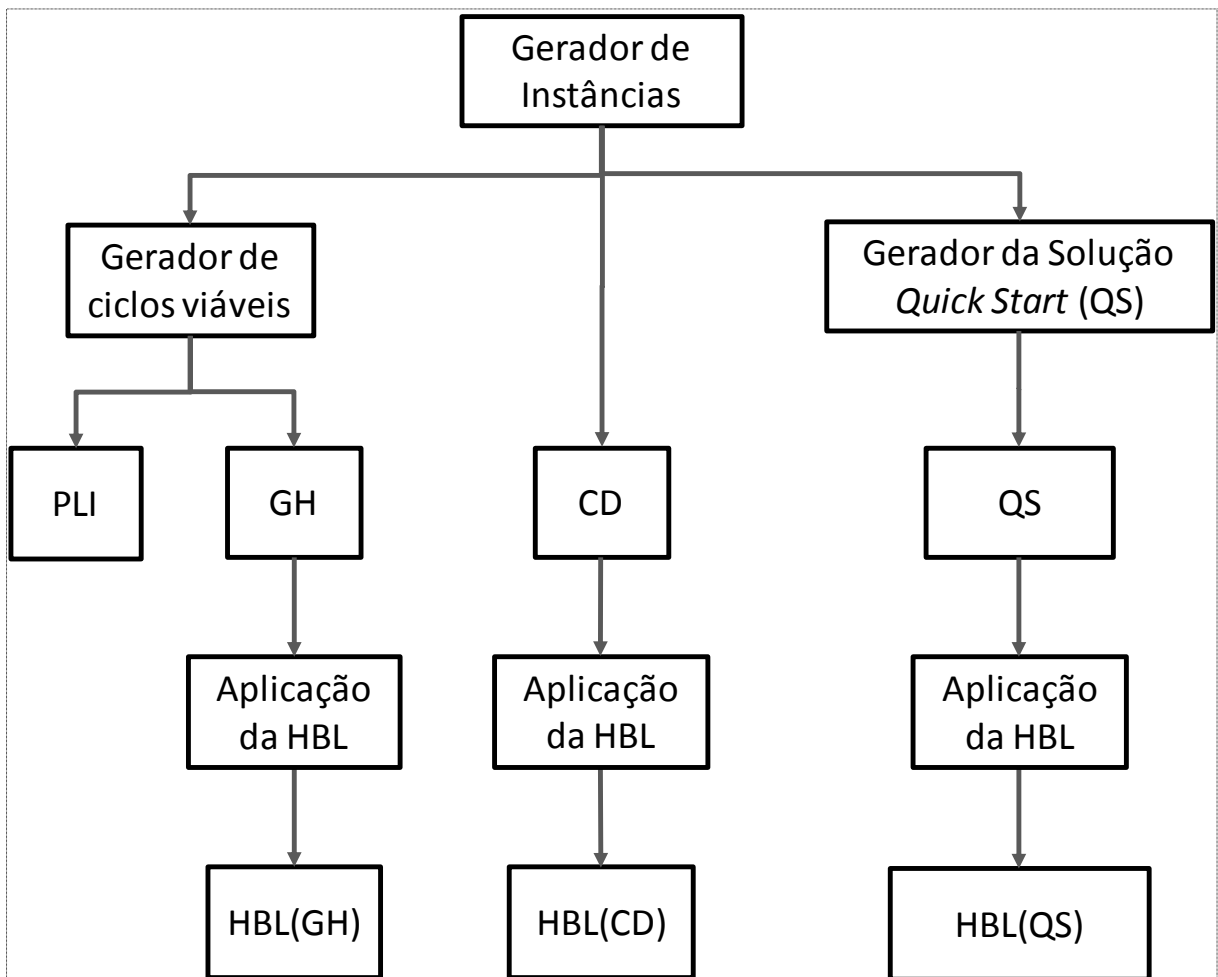 Gerador de
Instâncias
Gerador de
ciclos viáveis
Gerador da Solução
Quick Start (QS)
PLI
GH
CD
QS
Aplicação
da HBL
Aplicação
da HBL
Aplicação
da HBL
HBL(GH)
HBL(CD)
HBL(QS)